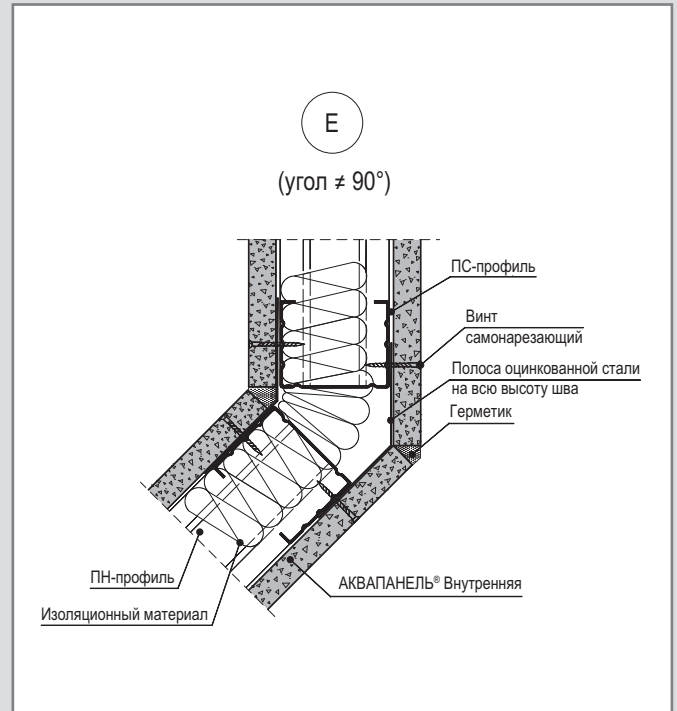 E
(угол ≠ 90°)
ПС-профиль
Винт
самонарезающий
Полоса оцинкованной стали
на всю высоту шва
Герметик
ПН-профиль
АКВАПАНЕЛЬ® Внутренняя
Изоляционный материал